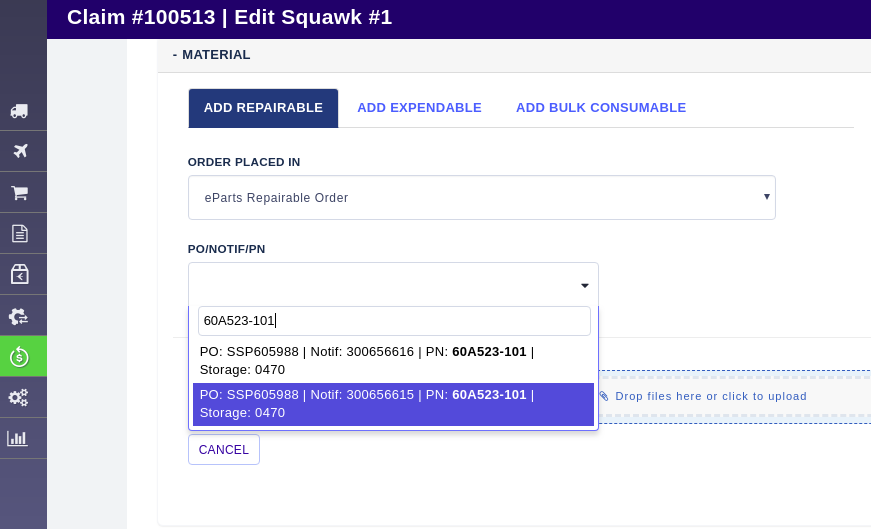 Claim #100513 | Edit Squawk #1
- MATERIAL
ADD REPAIRABLE
ADD EXPENDABLE
ADD BULK CONSUMABLE
ORDER PLACED IN
eParts Repairable Order
PO/NOTIF/PN
60A523-101
PO: SSP605988 | Notif: 300656616 | PN: 60A523-101 |
Storage: 0470
PO: SSP605988 | Notif: 300656615 | PN: 60A523-101 |
Storage: 0470
Drop files here or click to upload
CANCEL